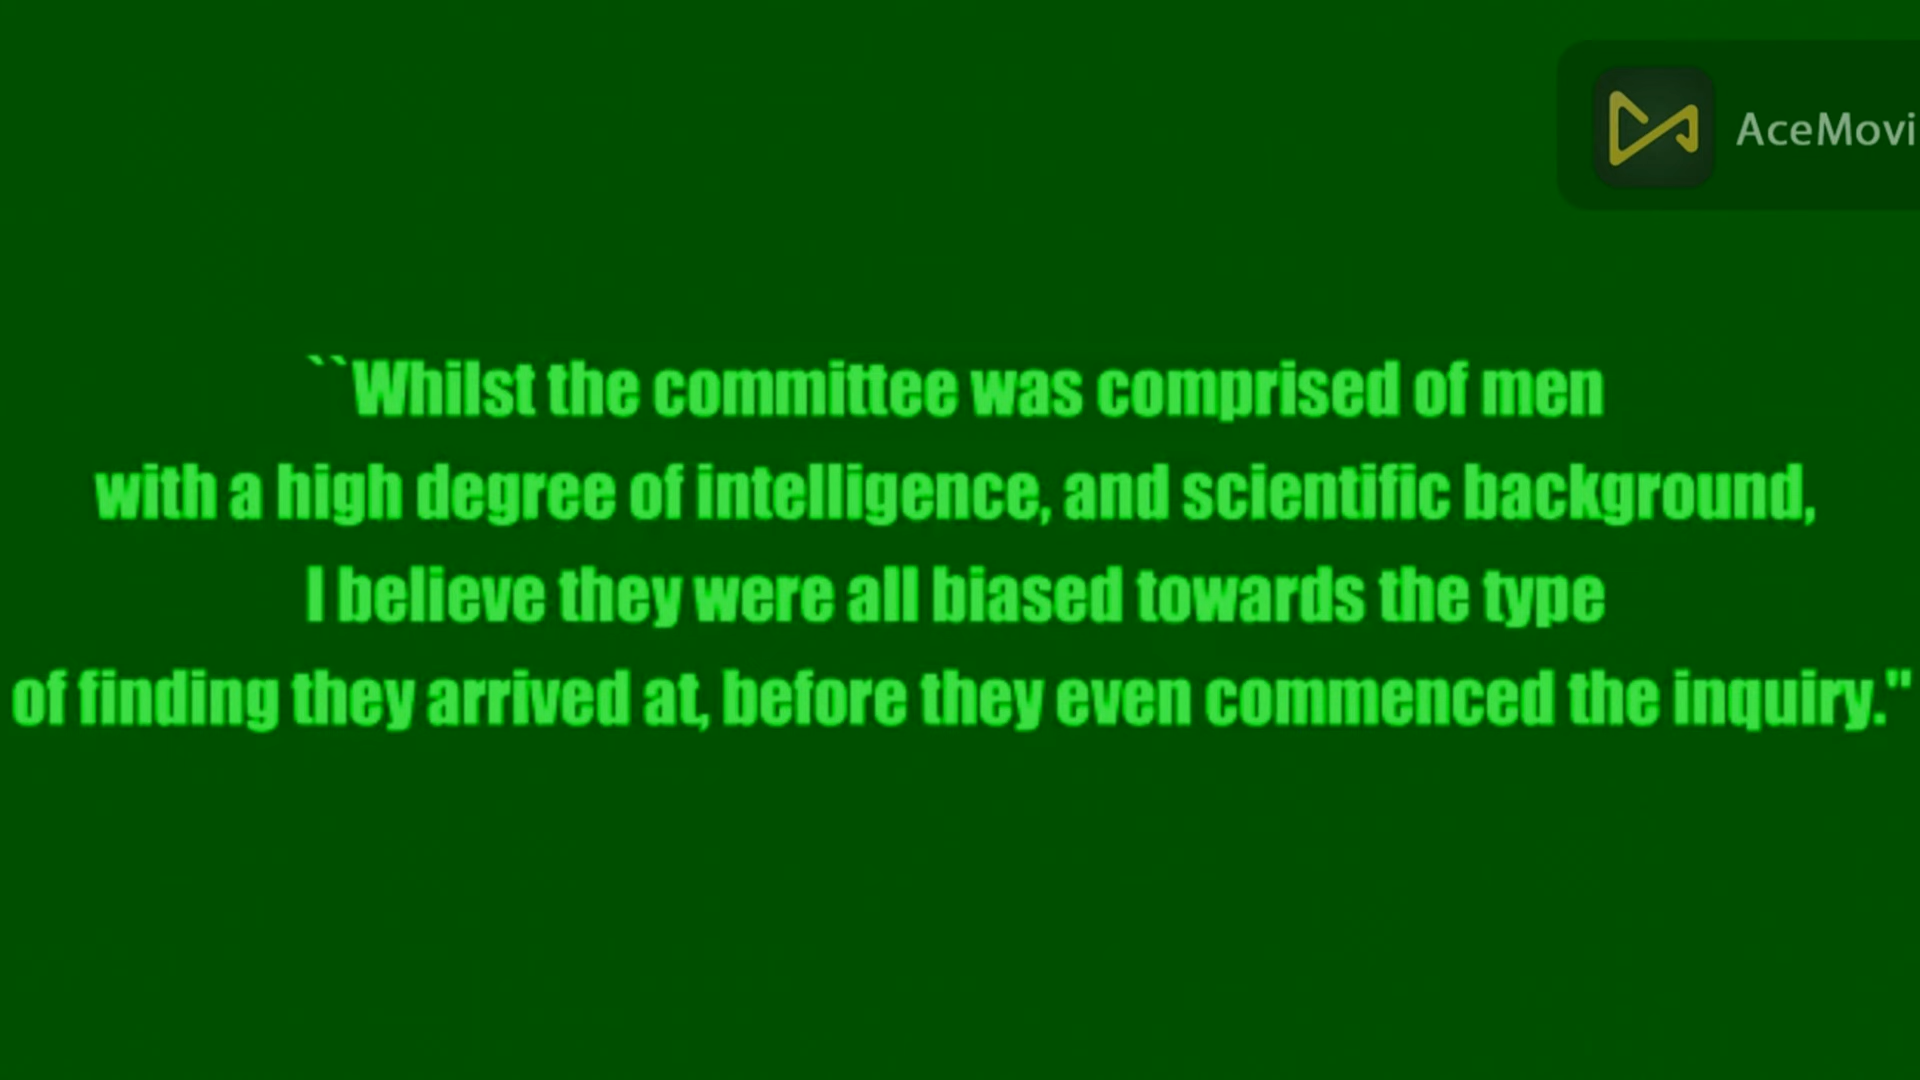 AceMovi
``Whilst the committee was comprised of men
with a high degree of intelligence, and scientific background,
I believe they were all biased towards the type
of finding they arrived at, before they even commenced the inquiry."